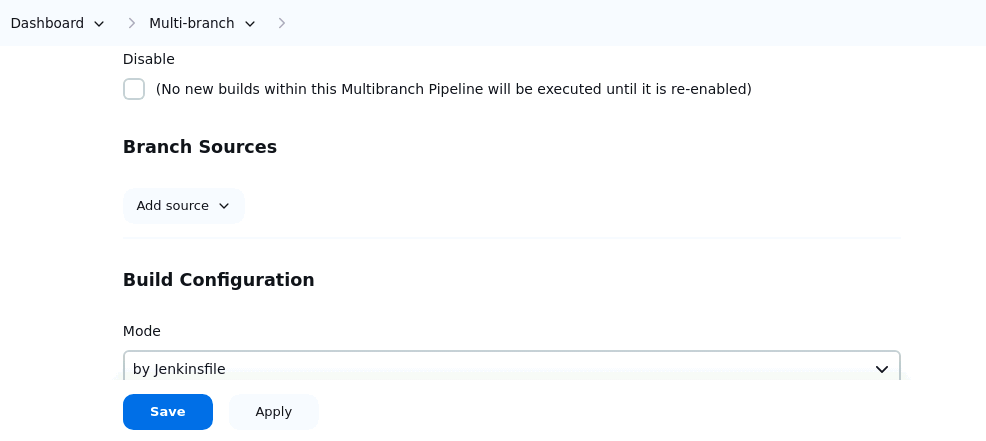 Dashboard Multi-branch
Disable
(No new builds within this Multibranch Pipeline will be executed until it is re-enabled)
Branch Sources
Add source
Build Configuration
Mode
by Jenkinsfile
Save Apply